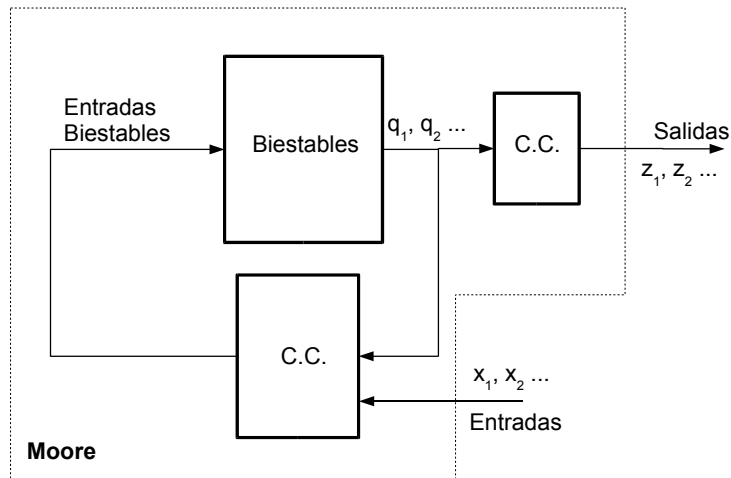 Entradas
Biestables
Biestables
q₁, q₂ ...
C.C.
Salidas
z₁, z₂ ...
C.C.
x₁, x₂ ...
Entradas
Moore